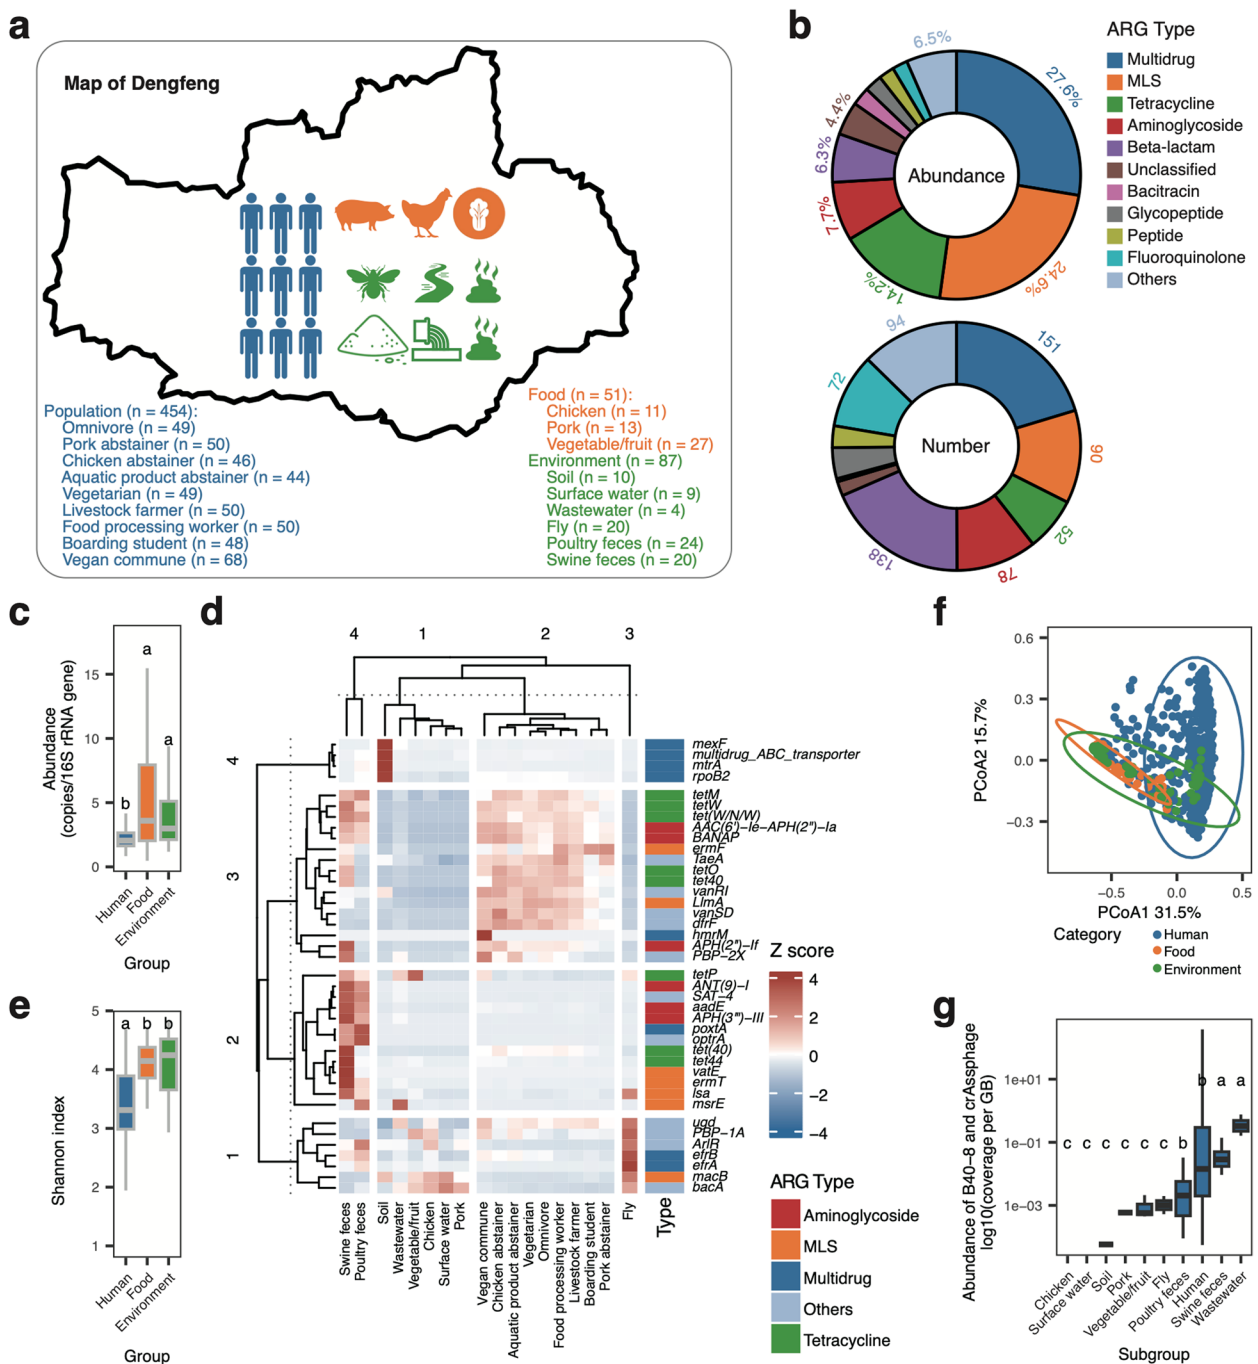 a
Map of Dengfeng
Population (n = 454):
Omnivore (n = 49)
Pork abstainer (n = 50)
Chicken abstainer (n = 46)
Aquatic product abstainer (n = 44)
Vegetarian (n = 49)
Livestock farmer (n = 50)
Food processing worker (n = 50)
Boarding student (n = 48)
Vegan commune (n = 68)
Food (n = 51):
Chicken (n = 11)
Pork (n = 13)
Vegetable/fruit (n = 27)
Environment (n = 87)
Soil (n = 10)
Surface water (n = 9)
Wastewater (n = 4)
Fly (n = 20)
Poultry feces (n = 24)
Swine feces (n = 20)
b
6.5%
27.6%
24.6%
14.2%
7.7%
6.3%
4.4%
Abundance
ARG Type
Multidrug
MLS
Tetracycline
Aminoglycoside
Beta-lactam
Unclassified
Bacitracin
Glycopeptide
Peptide
Fluoroquinolone
Others
94
151
90
52
78
138
72
Number
c
Abundance
(copies/16S rRNA gene)
15
10
5
0
b
a
a
Human
Food
Environment
Group
d
4
1
2
3
4
3
2
1
mexF
multidrug_ABC_transporter
mtrA
rpoB2
tetM
tetW
tet(W/N/W)
AAC(6')−Ie−APH(2'')−Ia
BANAP
ermF
TaeA
tetO
tet40
vanRI
LlmA
vanSD
dfrF
hmrM
APH(2'')−If
PBP−2X
tetP
ANT(9)−I
SAT−4
aadE
APH(3''')−III
poxtA
optrA
tet(40)
tet44
vatE
ermT
lsa
msrE
ugd
PBP−1A
ArlR
efrB
efrA
macB
bacA
Swine feces
Poultry feces
Soil
Wastewater
Vegetable/fruit
Chicken
Surface water
Pork
Vegan commune
Chicken abstainer
Aquatic product abstainer
Vegetarian
Omnivore
Food processing worker
Livestock farmer
Boarding student
Pork abstainer
Fly
Type
Z score
4
2
0
−2
−4
ARG Type
Aminoglycoside
MLS
Multidrug
Others
Tetracycline
e
Shannon index
5
4
3
2
1
a
b
b
Human
Food
Environment
Group
f
PCoA2 15.7%
0.6
0.3
0.0
−0.3
−0.5
0.0
0.5
PCoA1 31.5%
Category
Human
Food
Environment
g
Abundance of B40−8 and crAssphage
log10(coverage per GB)
1e+01
1e−01
1e−03
c
c
c
c
c
c
b
b
a
a
Chicken
Surface water
Soil
Pork
Vegetable/fruit
Fly
Poultry feces
Human
Swine feces
Wastewater
Subgroup